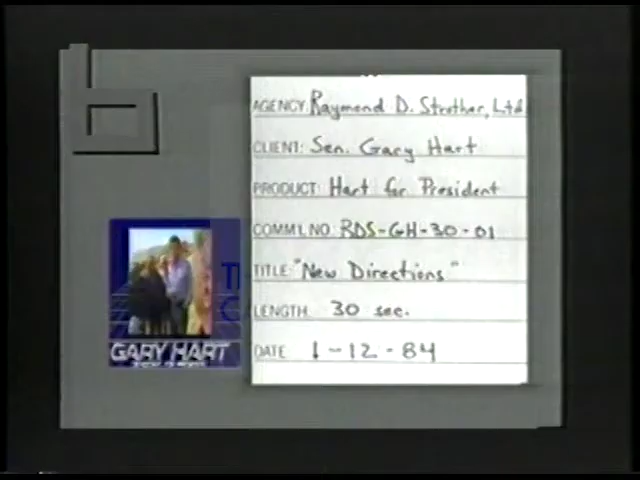 AGENCY: Raymond D. Strother, Ltd
CLIENT: Sen. Gary Hart
PRODUCT: Hart for President
COMM'L NO. RDS-GH-30-01
TITLE: "New Directions"
LENGTH 30 sec.
DATE 1-12-84
GARY HART